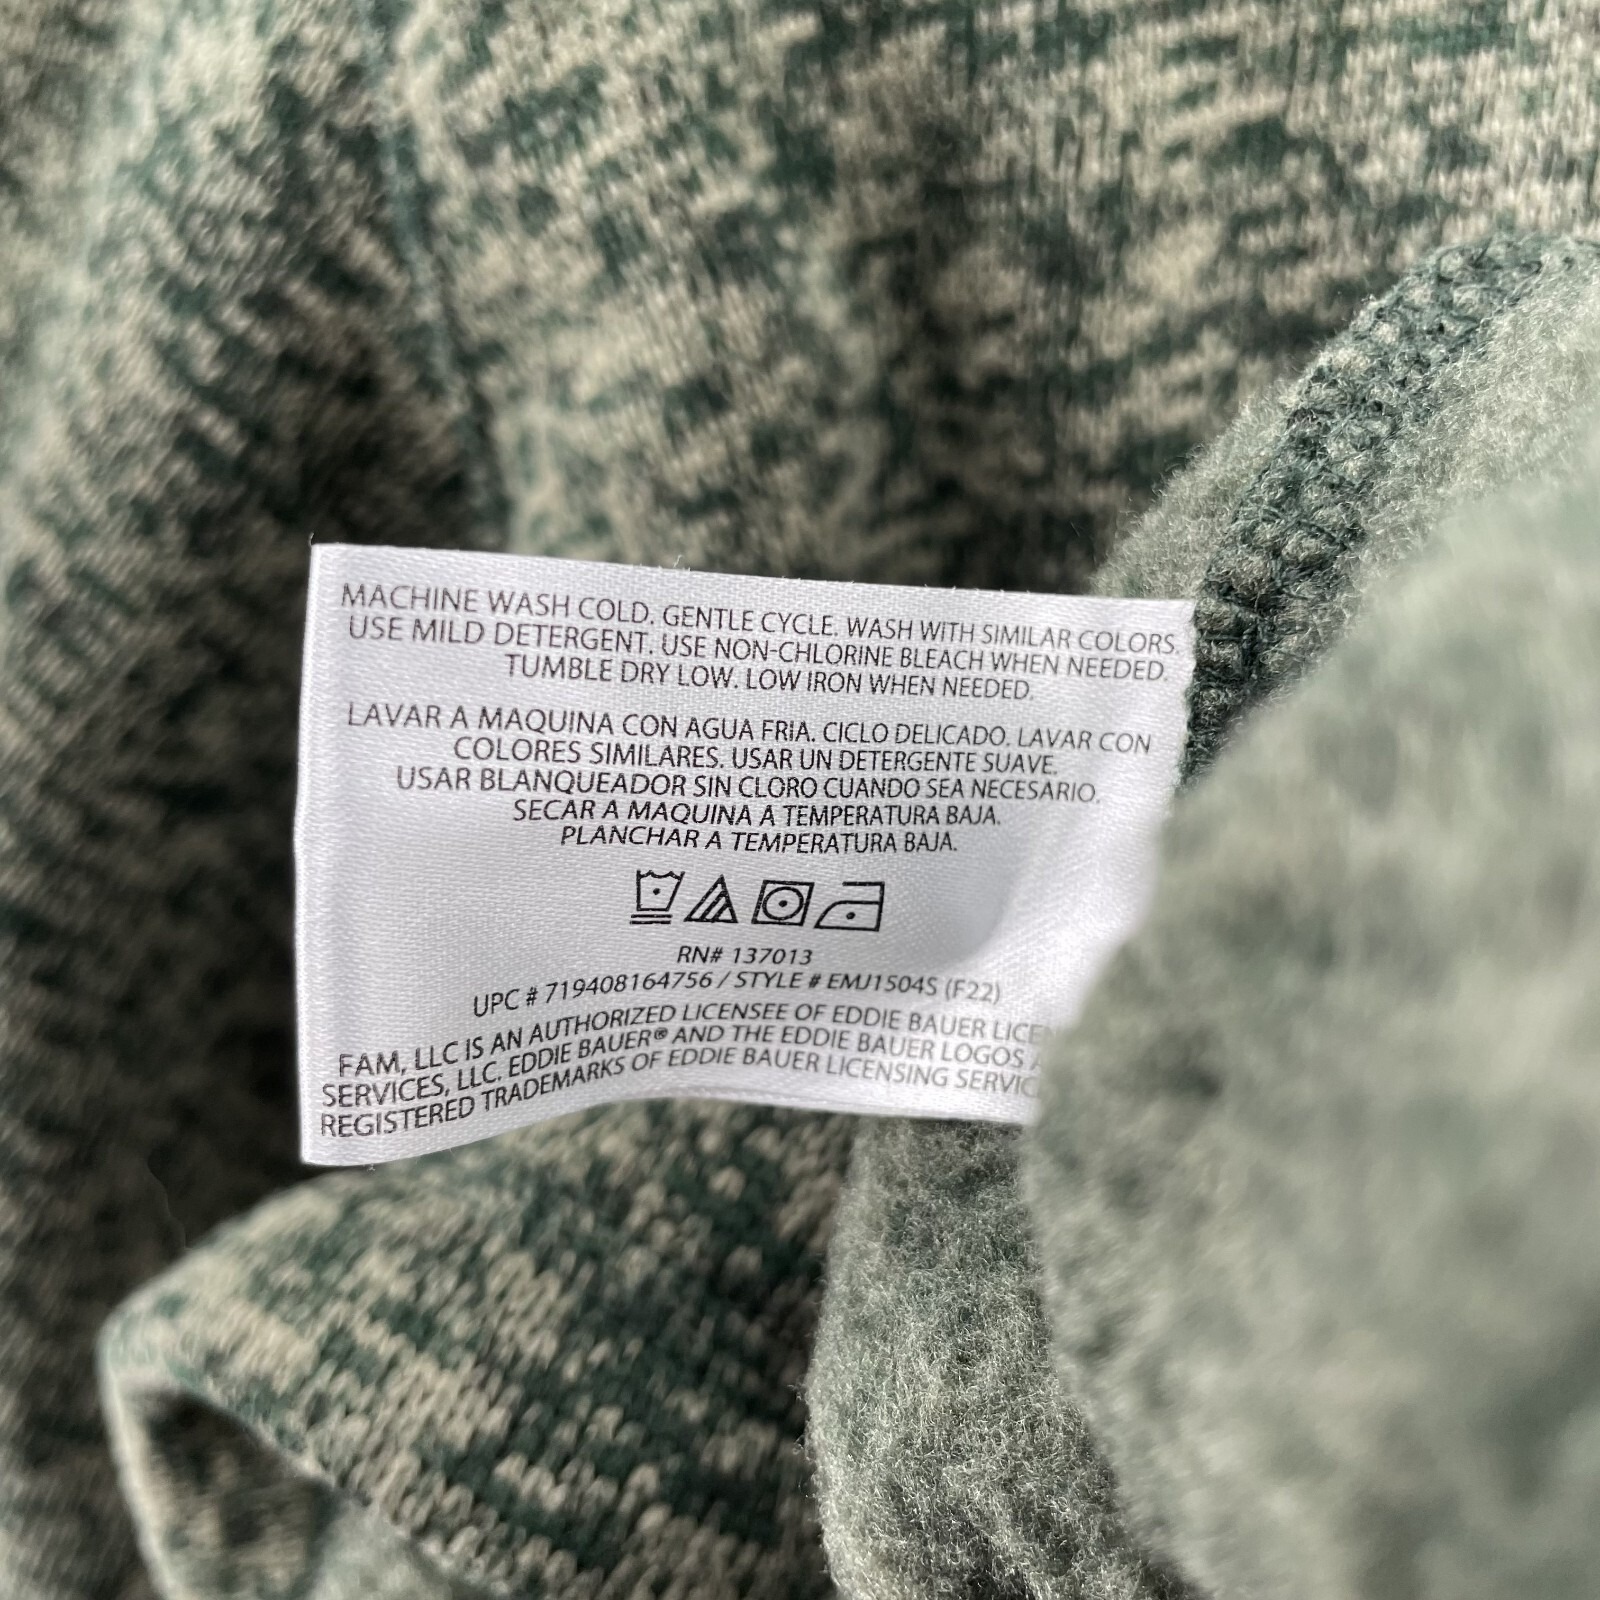 MACHINE WASH COLD. GENTLE CYCLE. WASH WITH SIMILAR COLORS.
USE MILD DETERGENT. USE NON-CHLORINE BLEACH WHEN NEEDED.
TUMBLE DRY LOW. LOW IRON WHEN NEEDED.
LAVAR A MAQUINA CON AGUA FRIA. CICLO DELICADO. LAVAR CON
COLORES SIMILARES. USAR UN DETERGENTE SUAVE.
USAR BLANQUEADOR SIN CLORO CUANDO SEA NECESARIO.
SECAR A MAQUINA A TEMPERATURA BAJA.
PLANCHAR A TEMPERATURA BAJA.
RN# 137013
UPC # 719408164756 / STYLE # EMJ1504S (F22)
FAM, LLC IS AN AUTHORIZED LICENSEE OF EDDIE BAUER
SERVICES, LLC. EDDIE BAUER® AND THE EDDIE BAUER LOGOS
REGISTERED TRADEMARKS OF EDDIE BAUER LICENSING